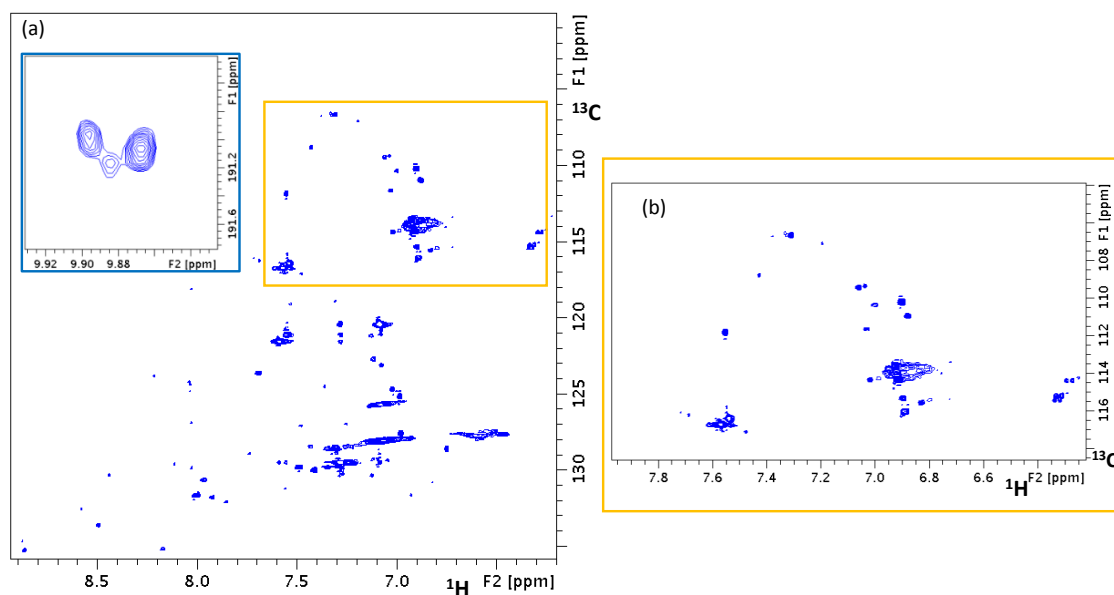 (a)
F1 [ppm]
13C
191.2
191.6
9.92 9.90 9.88 F2 [ppm]
110
115
120
125
130
8.5 8.0 7.5 1H 7.0 F2 [ppm]
(b)
F1 [ppm]
108
110
112
114
116
13C
7.8 7.6 7.4 7.2 7.0 6.8 6.6 1H F2 [ppm]
F1 [ppm]